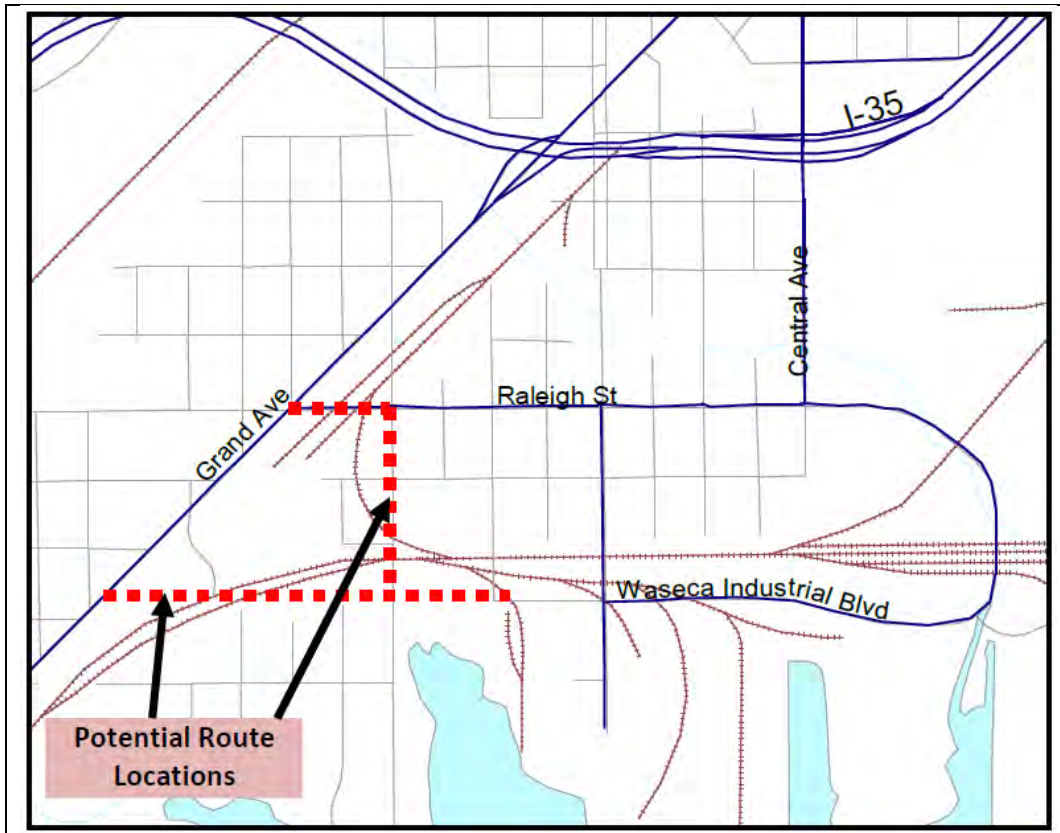 I-35
Central Ave
Raleigh St
Grand Ave
Waseca Industrial Blvd
Potential Route
Locations